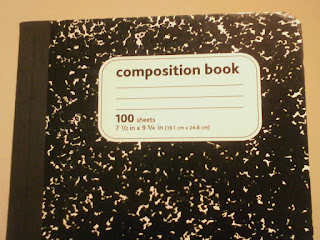 composition book
100 sheets
7 1/2 in x 9 3/4 in (19.1 cm x 24.8 cm)